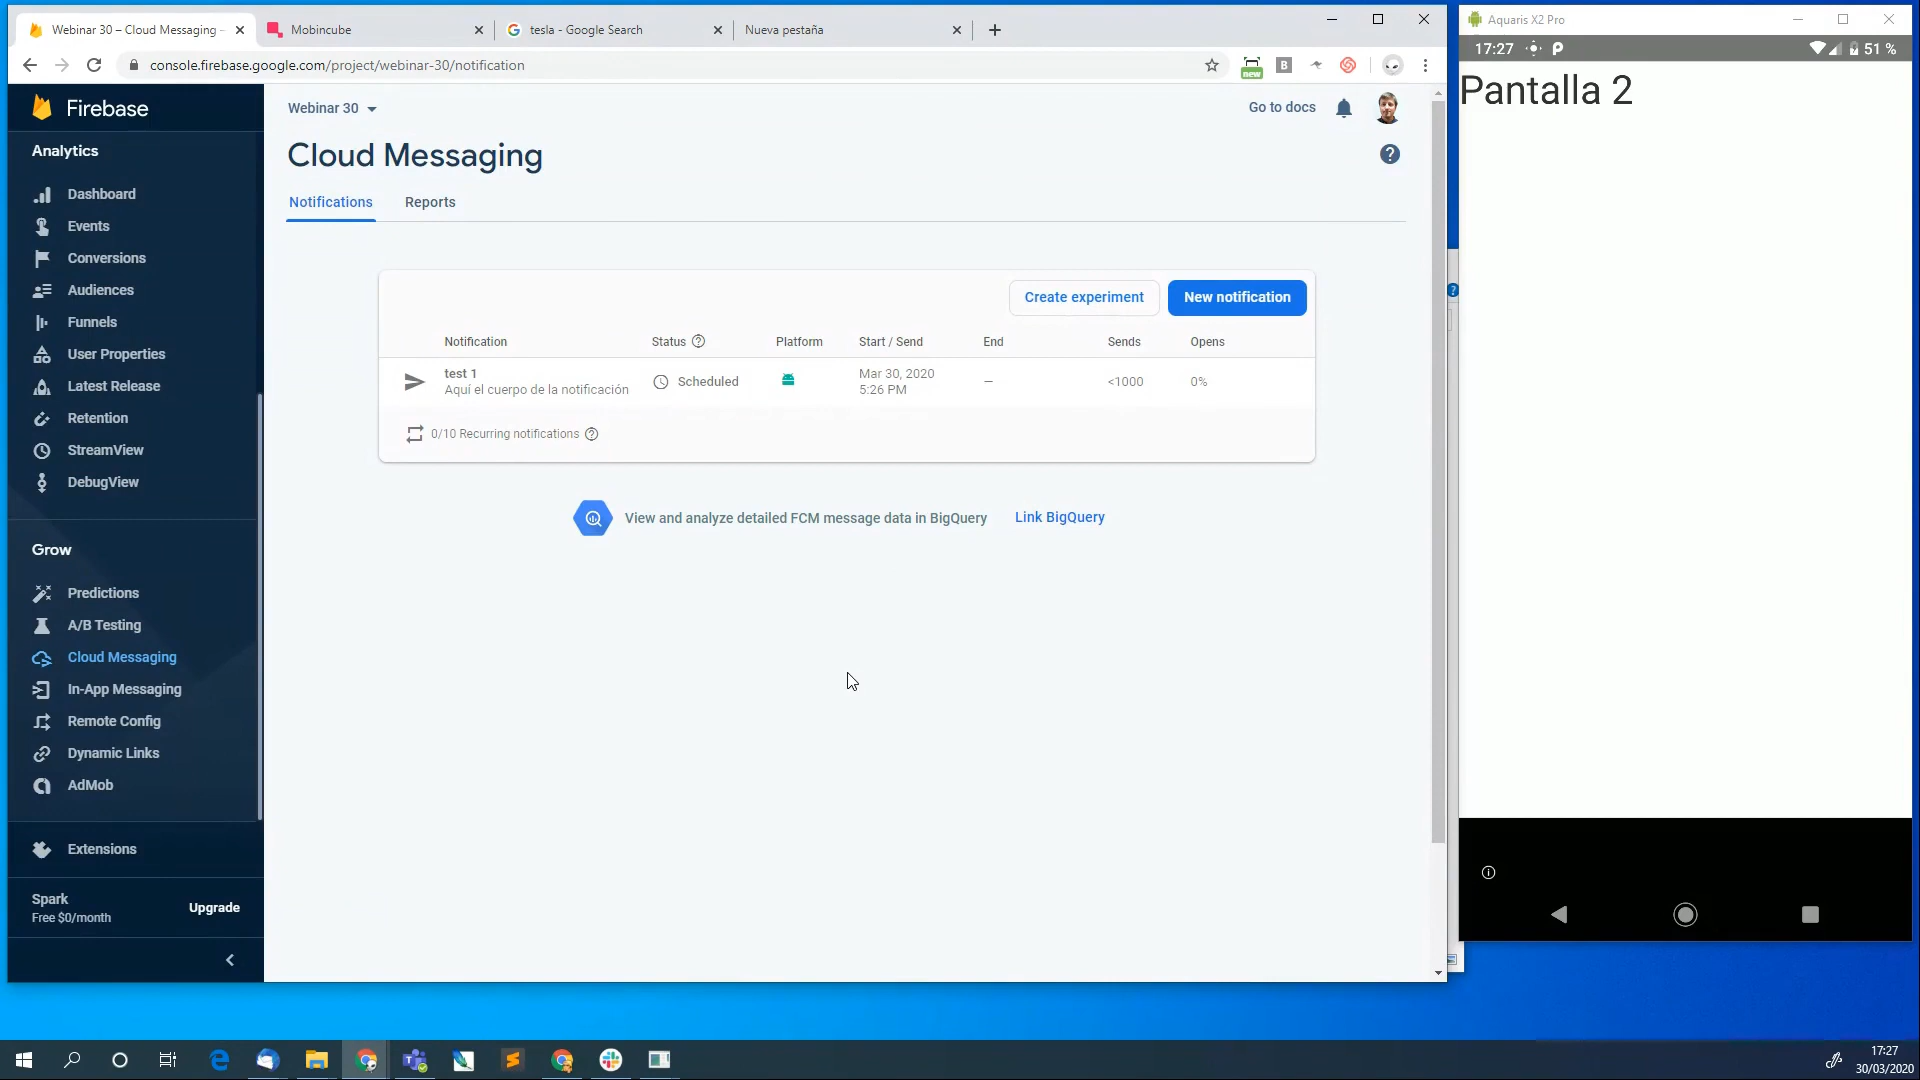 Webinar 30 – Cloud Messaging –
Mobincube
tesla - Google Search
Nueva pestaña
console.firebase.google.com/project/webinar-30/notification
new
B
Firebase
Analytics
Dashboard
Events
Conversions
Audiences
Funnels
User Properties
Latest Release
Retention
StreamView
DebugView
Grow
Predictions
A/B Testing
Cloud Messaging
In-App Messaging
Remote Config
Dynamic Links
AdMob
Extensions
Spark
Free $0/month
Upgrade
Webinar 30
Go to docs
Cloud Messaging
Notifications
Reports
Create experiment
New notification
Notification
Status
Platform
Start / Send
End
Sends
Opens
test 1
Aquí el cuerpo de la notificación
Scheduled
Mar 30, 2020
5:26 PM
–
<1000
0%
0/10 Recurring notifications
View and analyze detailed FCM message data in BigQuery
Link BigQuery
Aquaris X2 Pro
17:27
51 %
Pantalla 2
17:27
30/03/2020